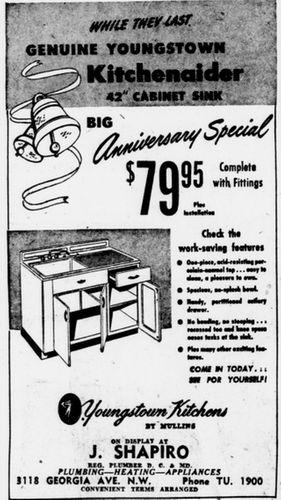 WHILE THEY LAST
GENUINE YOUNGSTOWN
Kitchenaider
42" CABINET SINK
BIG
Anniversary Special
$79.95
Complete
with Fittings
Plus
Installation
Check the
work-saving features
One-piece, acid-resisting por-
celain-enamel top... easy to
clean, a pleasure to own.
Spacious, no-splash bowl.
Handy, partitioned cutlery
drawer.
No bending, no stooping...
recessed toe and knee space
eases tasks at the sink.
Plus many other exciting fea-
tures.
COME IN TODAY...
SEE FOR YOURSELF!
Youngstown Kitchens
BY MULLINS
ON DISPLAY AT
J. SHAPIRO
REG. PLUMBER D. C. & MD.
PLUMBING—HEATING—APPLIANCES
3118 GEORGIA AVE. N.W. Phone TU. 1900
CONVENIENT TERMS ARRANGED